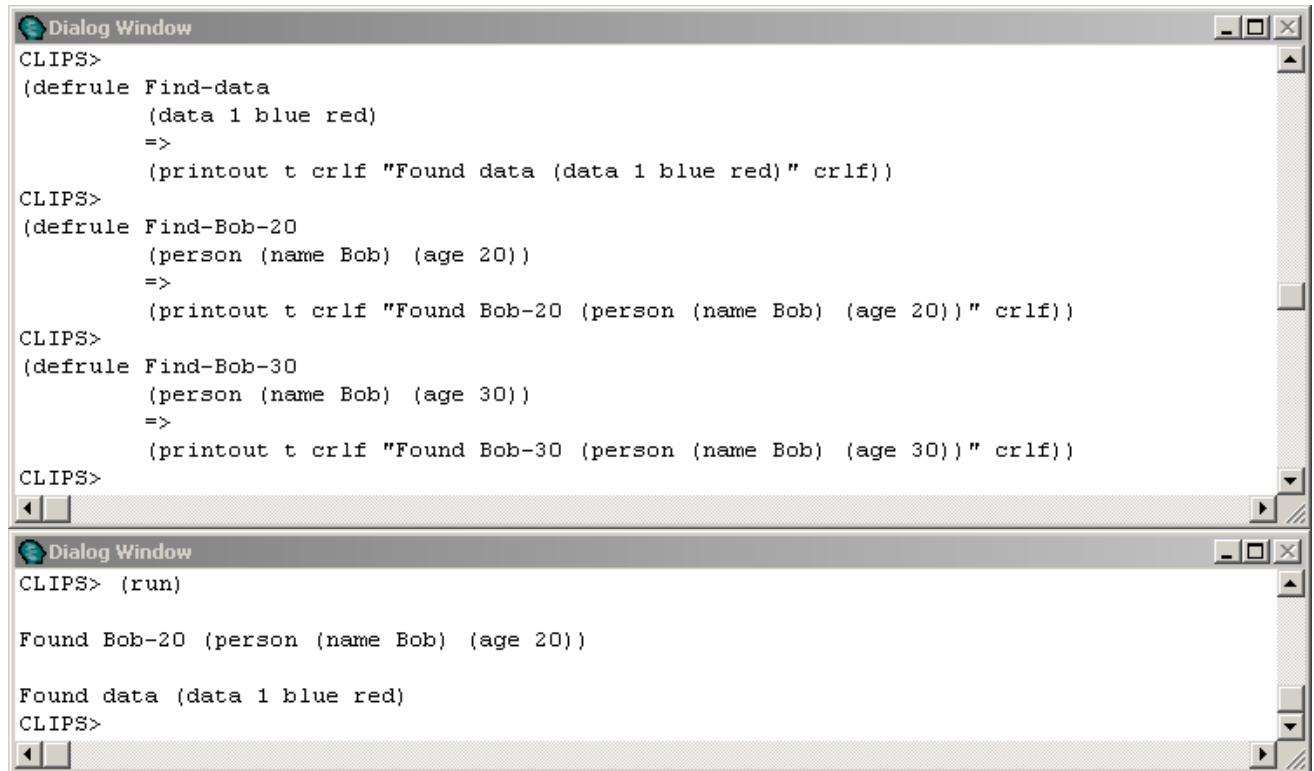 Dialog Window
CLIPS>
(defrule Find-data
(data 1 blue red)
=>
(printout t crlf "Found data (data 1 blue red)" crlf))
CLIPS>
(defrule Find-Bob-20
(person (name Bob) (age 20))
=>
(printout t crlf "Found Bob-20 (person (name Bob) (age 20))" crlf))
CLIPS>
(defrule Find-Bob-30
(person (name Bob) (age 30))
=>
(printout t crlf "Found Bob-30 (person (name Bob) (age 30))" crlf))
CLIPS>
Dialog Window
CLIPS> (run)
Found Bob-20 (person (name Bob) (age 20))
Found data (data 1 blue red)
CLIPS>